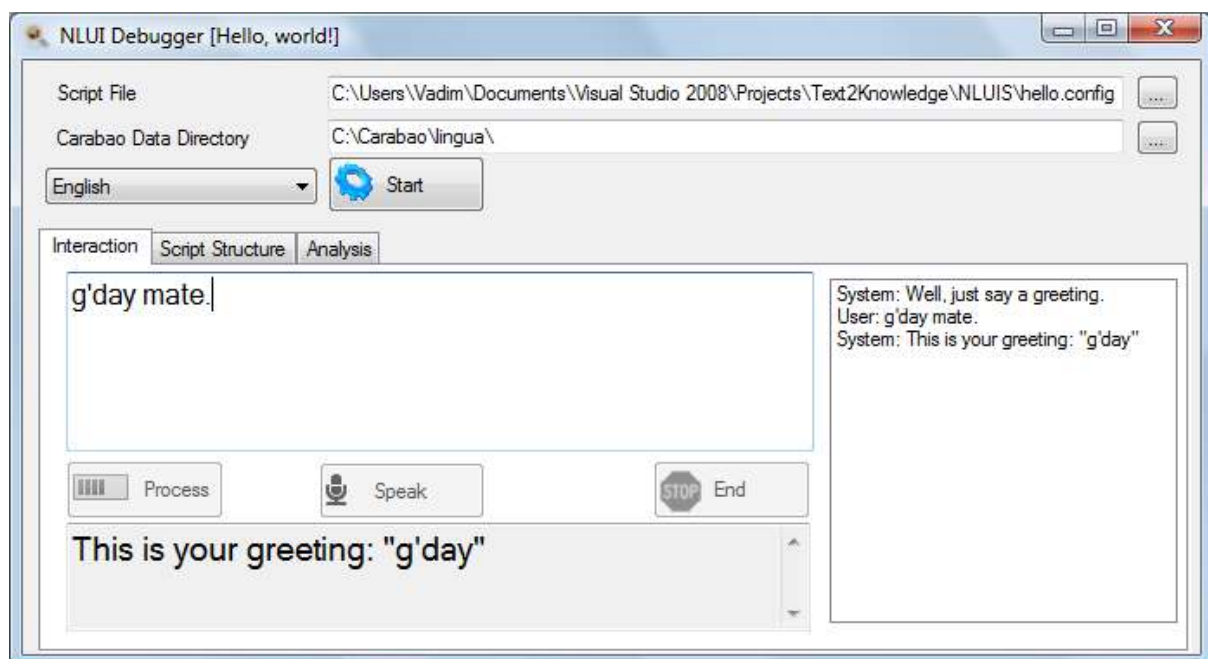 NLUI Debugger [Hello, world!]
Script File
C:\Users\Vadim\Documents\Visual Studio 2008\Projects\Text2Knowledge\NLUIS\hello.config
...
Carabao Data Directory
C:\Carabao\lingua\
...
English
Start
Interaction
Script Structure
Analysis
g'day mate.
System: Well, just say a greeting.
User: g'day mate.
System: This is your greeting: "g'day"
Process
Speak
STOP
End
This is your greeting: "g'day"